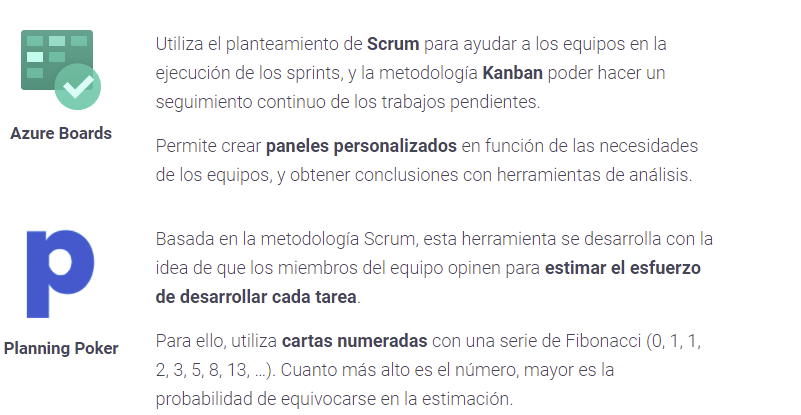 Utiliza el planteamiento de Scrum para ayudar a los equipos en la
ejecución de los sprints, y la metodología Kanban poder hacer un
seguimiento continuo de los trabajos pendientes.
Azure Boards
Permite crear paneles personalizados en función de las necesidades
de los equipos, y obtener conclusiones con herramientas de análisis.
p
Basada en la metodología Scrum, esta herramienta se desarrolla con la
idea de que los miembros del equipo opinen para estimar el esfuerzo
de desarrollar cada tarea.
Planning Poker
Para ello, utiliza cartas numeradas con una serie de Fibonacci (0, 1, 1,
2, 3, 5, 8, 13, ...). Cuanto más alto es el número, mayor es la
probabilidad de equivocarse en la estimación.